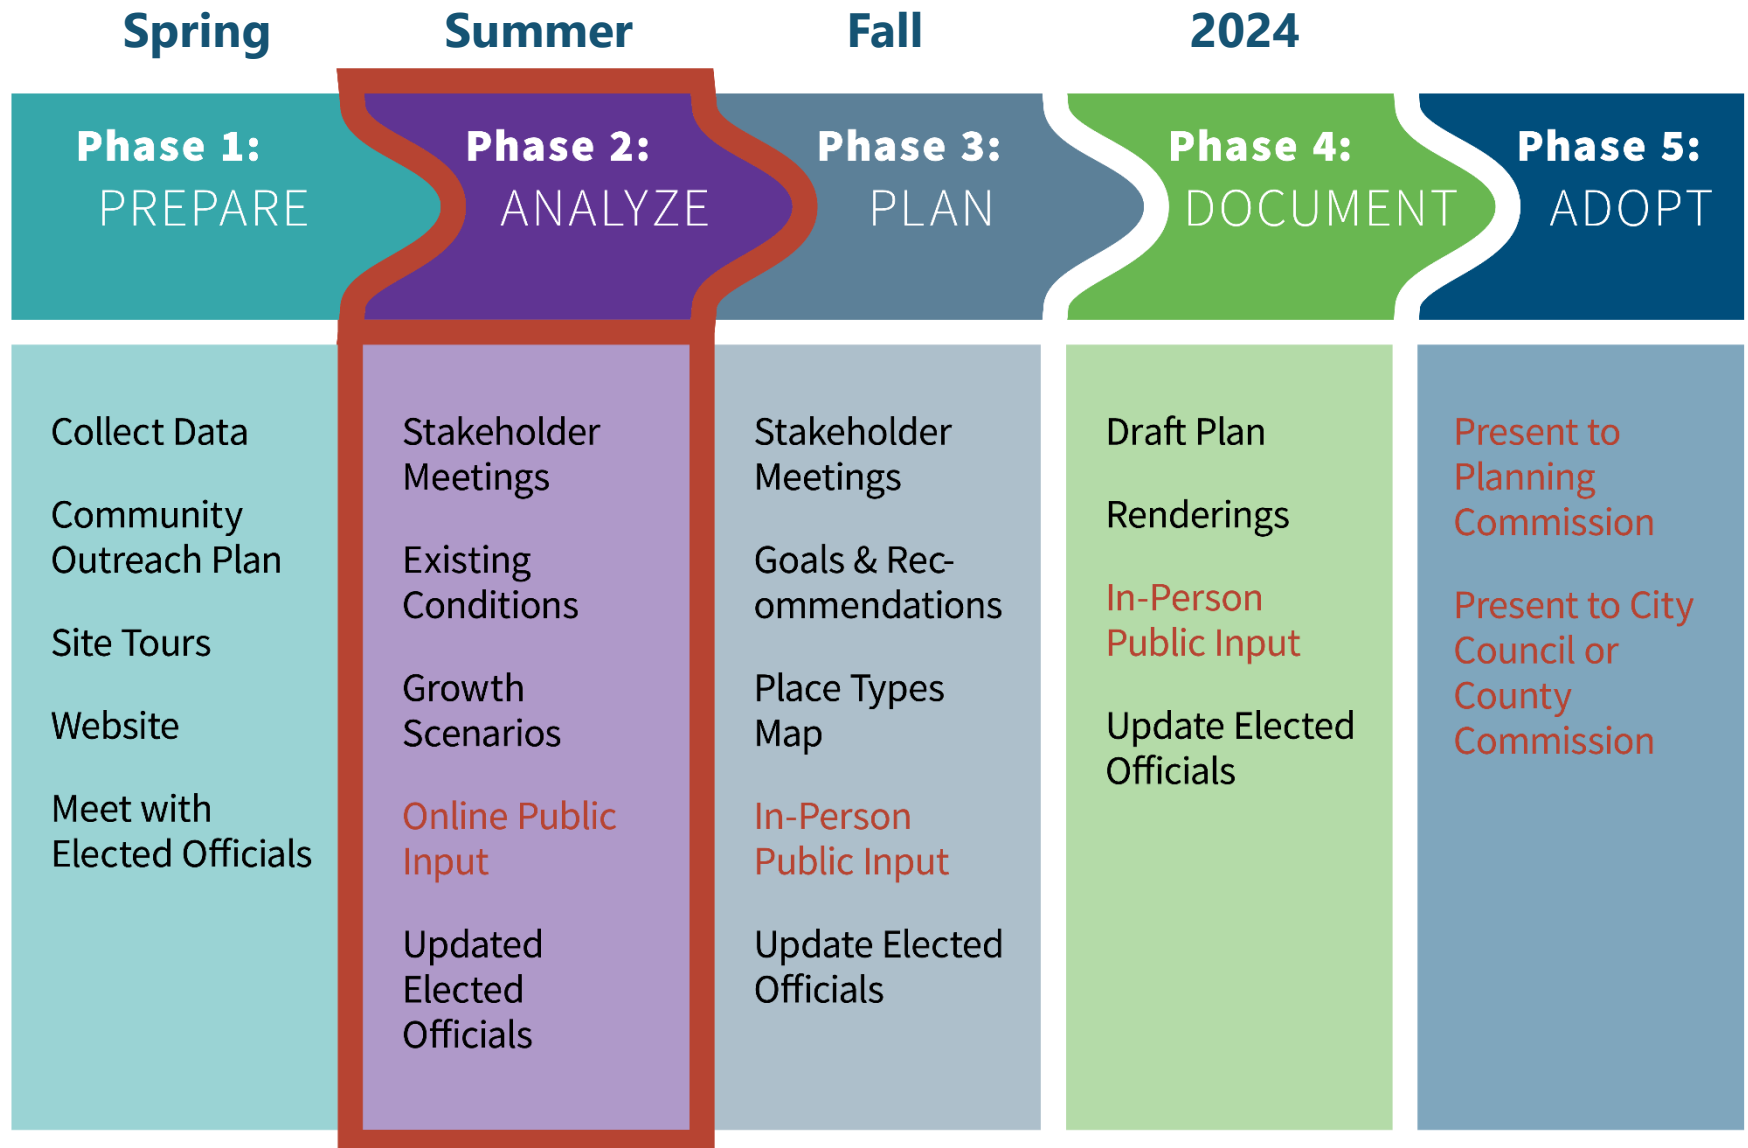 Spring
Summer
Fall
2024
Phase 1:
PREPARE
Phase 2:
ANALYZE
Phase 3:
PLAN
Phase 4:
DOCUMENT
Phase 5:
ADOPT
Collect Data
Community
Outreach Plan
Site Tours
Website
Meet with
Elected Officials
Stakeholder
Meetings
Existing
Conditions
Growth
Scenarios
Online Public
Input
Updated
Elected
Officials
Stakeholder
Meetings
Goals & Rec-
ommendations
Place Types
Map
In-Person
Public Input
Update Elected
Officials
Draft Plan
Renderings
In-Person
Public Input
Update Elected
Officials
Present to
Planning
Commission
Present to City
Council or
County
Commission